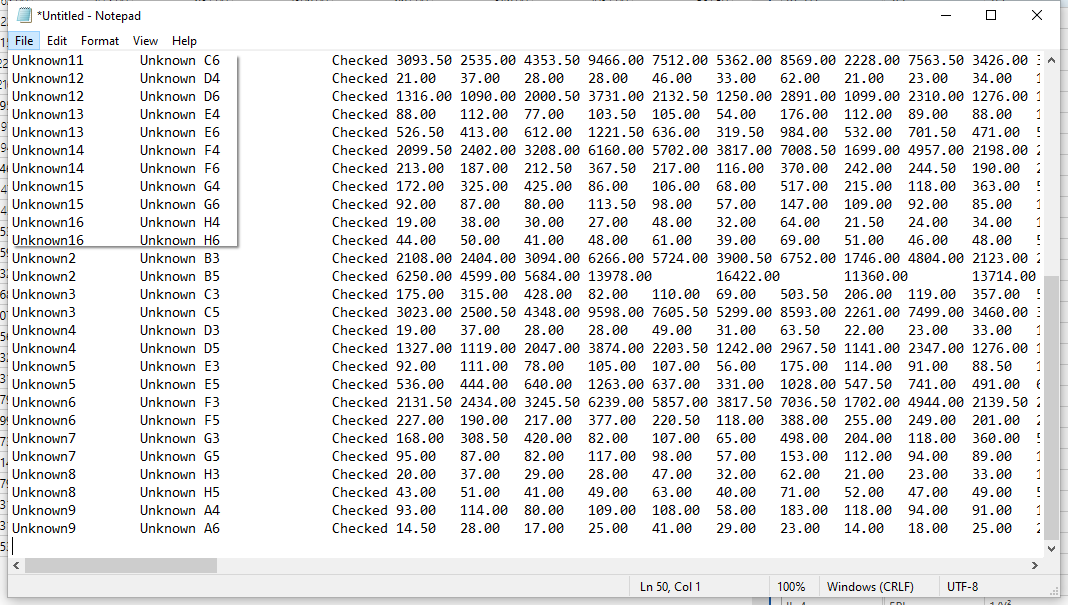 *Untitled - Notepad
File Edit Format View Help
Unknown11 Unknown C6 Checked 3093.50 2535.00 4353.50 9466.00 7512.00 5362.00 8569.00 2228.00 7563.50 3426.00
Unknown12 Unknown D4 Checked 21.00 37.00 28.00 28.00 46.00 33.00 62.00 21.00 23.00 34.00
Unknown12 Unknown D6 Checked 1316.00 1090.00 2000.50 3731.00 2132.50 1250.00 2891.00 1099.00 2310.00 1276.00
Unknown13 Unknown E4 Checked 88.00 112.00 77.00 103.50 105.00 54.00 176.00 112.00 89.00 88.00
Unknown13 Unknown E6 Checked 526.50 413.00 612.00 1221.50 636.00 319.50 984.00 532.00 701.50 471.00
Unknown14 Unknown F4 Checked 2099.50 2402.00 3208.00 6160.00 5702.00 3817.00 7008.50 1699.00 4957.00 2198.00
Unknown14 Unknown F6 Checked 213.00 187.00 212.50 367.50 217.00 116.00 370.00 242.00 244.50 190.00
Unknown15 Unknown G4 Checked 172.00 325.00 425.00 86.00 106.00 68.00 517.00 215.00 118.00 363.00
Unknown15 Unknown G6 Checked 92.00 87.00 80.00 113.50 98.00 57.00 147.00 109.00 92.00 85.00
Unknown16 Unknown H4 Checked 19.00 38.00 30.00 27.00 48.00 32.00 64.00 21.50 24.00 34.00
Unknown16 Unknown H6 Checked 44.00 50.00 41.00 48.00 61.00 39.00 69.00 51.00 46.00 48.00
Unknown2 Unknown B3 Checked 2108.00 2404.00 3094.00 6266.00 5724.00 3900.50 6752.00 1746.00 4804.00 2123.00
Unknown2 Unknown B5 Checked 6250.00 4599.00 5684.00 13978.00 16422.00 11360.00 13714.00
Unknown3 Unknown C3 Checked 175.00 315.00 428.00 82.00 110.00 69.00 503.50 206.00 119.00 357.00
Unknown3 Unknown C5 Checked 3023.00 2500.50 4348.00 9598.00 7605.50 5299.00 8593.00 2261.00 7499.00 3460.00
Unknown4 Unknown D3 Checked 19.00 37.00 28.00 28.00 49.00 31.00 63.50 22.00 23.00 33.00
Unknown4 Unknown D5 Checked 1327.00 1119.00 2047.00 3874.00 2203.50 1242.00 2967.50 1141.00 2347.00 1276.00
Unknown5 Unknown E3 Checked 92.00 111.00 78.00 105.00 107.00 56.00 175.00 114.00 91.00 88.50
Unknown5 Unknown E5 Checked 536.00 444.00 640.00 1263.00 637.00 331.00 1028.00 547.50 741.00 491.00
Unknown6 Unknown F3 Checked 2131.50 2434.00 3245.50 6239.00 5857.00 3817.50 7036.50 1702.00 4944.00 2139.50
Unknown6 Unknown F5 Checked 227.00 190.00 217.00 377.00 220.50 118.00 388.00 255.00 249.00 201.00
Unknown7 Unknown G3 Checked 168.00 308.50 420.00 82.00 107.00 65.00 498.00 204.00 118.00 360.00
Unknown7 Unknown G5 Checked 95.00 87.00 82.00 117.00 98.00 57.00 153.00 112.00 94.00 89.00
Unknown8 Unknown H3 Checked 20.00 37.00 29.00 28.00 47.00 32.00 62.00 21.00 23.00 33.00
Unknown8 Unknown H5 Checked 43.00 51.00 41.00 49.00 63.00 40.00 71.00 52.00 47.00 49.00
Unknown9 Unknown A4 Checked 93.00 114.00 80.00 109.00 108.00 58.00 183.00 118.00 94.00 91.00
Unknown9 Unknown A6 Checked 14.50 28.00 17.00 25.00 41.00 29.00 23.00 14.00 18.00 25.00
Ln 50, Col 1 100% Windows (CRLF) UTF-8